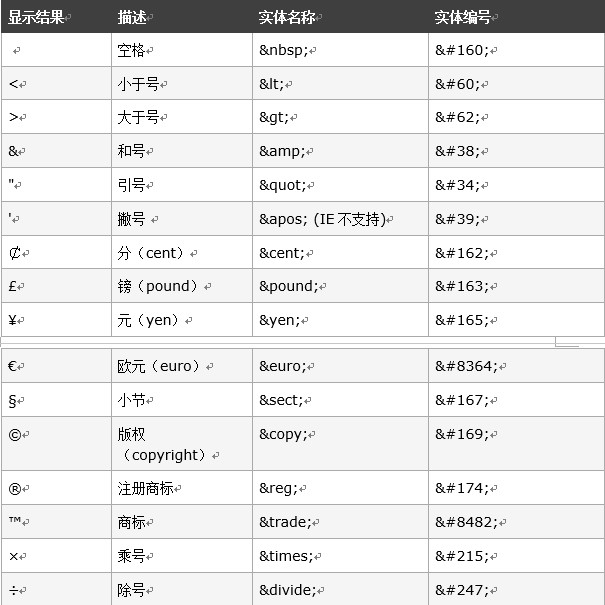 显示结果 描述 实体名称 实体编号
空格 &nbsp; &#160;
< 小于号 &lt; &#60;
> 大于号 &gt; &#62;
& 和号 &amp; &#38;
" 引号 &quot; &#34;
' 撇号 &apos; (IE不支持) &#39;
₡ 分（cent） &cent; &#162;
£ 镑（pound） &pound; &#163;
¥ 元（yen） &yen; &#165;
€ 欧元（euro） &euro; &#8364;
§ 小节 &sect; &#167;
© 版权 &copy; &#169;
（copyright）
® 注册商标 &reg; &#174;
™ 商标 &trade; &#8482;
× 乘号 &times; &#215;
÷ 除号 &divide; &#247;